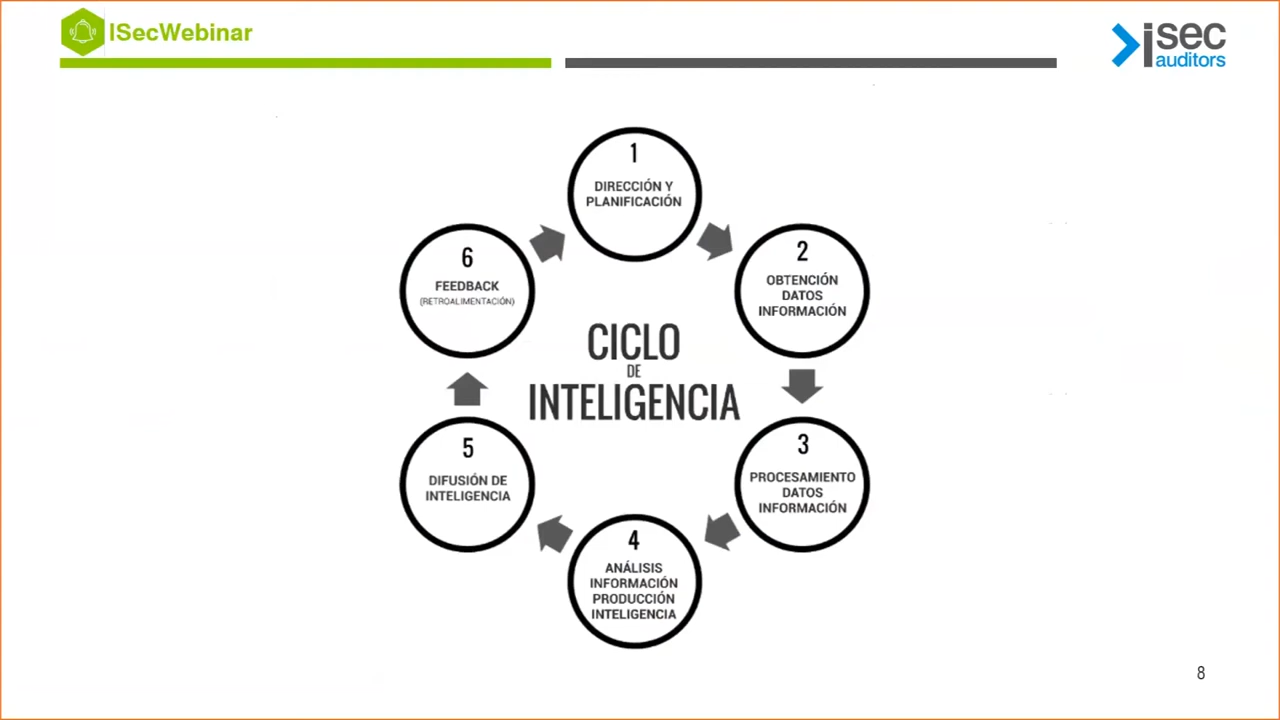 ISecWebinar
isec
auditors
1
DIRECCIÓN Y
PLANIFICACIÓN
2
OBTENCIÓN
DATOS
INFORMACIÓN
3
PROCESAMIENTO
DATOS
INFORMACIÓN
4
ANÁLISIS
INFORMACIÓN
PRODUCCIÓN
INTELIGENCIA
5
DIFUSIÓN DE
INTELIGENCIA
6
FEEDBACK
(RETROALIMENTACIÓN)
CICLO
DE
INTELIGENCIA
8